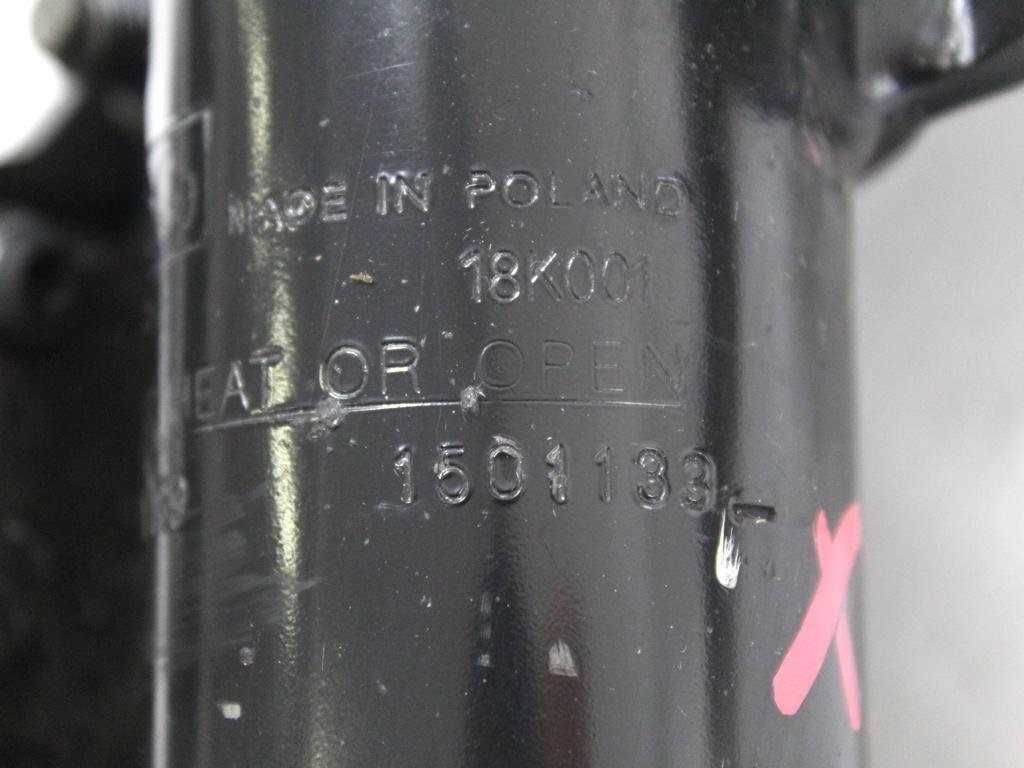 MADE IN POLAND
18K001
HEAT OR OPEN
1501133